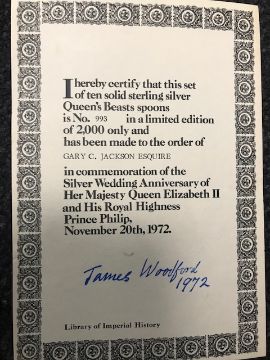 I hereby certify that this set
of ten solid sterling silver
Queen's Beasts spoons
is No. 993 in a limited edition
of 2,000 only and
has been made to the order of
GARY C. JACKSON ESQUIRE
in commemoration of the
Silver Wedding Anniversary of
Her Majesty Queen Elizabeth II
and His Royal Highness
Prince Philip,
November 20th, 1972.
James Woodford
1972
Library of Imperial History